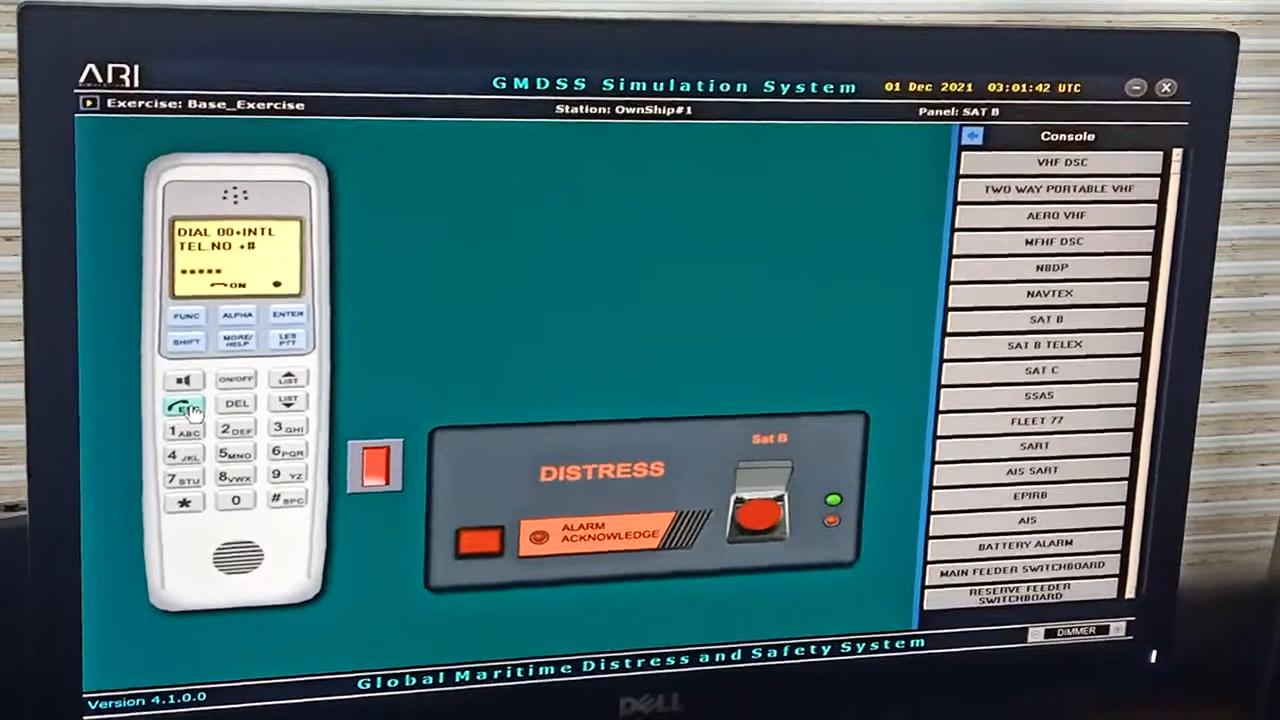 ARI
GMDSS Simulation System
01 Dec 2021 03:01:42 UTC
Exercise: Base_Exercise
Station: OwnShip#1
Panel: SAT B
Console
VHF DSC
TWO WAY PORTABLE VHF
AERO VHF
MFHF DSC
NBDP
NAVTEX
SAT B
SAT B TELEX
SAT C
SSAS
FLEET 77
SART
AIS SART
EPIRB
AIS
BATTERY ALARM
MAIN FEEDER SWITCHBOARD
RESERVE FEEDER
SWITCHBOARD
DIMMER
DIAL 00+INTL
TEL.NO +#
*****
ON
FUNC ALPHA ENTER
SHIFT MORE/HELP LES PTT
ON/OFF LIST
DEL LIST
1 ABC 2 DEF 3 GHI
4 JKL 5 MNO 6 PQR
7 STU 8 VWX 9 YZ
* 0 # SPC
Sat B
DISTRESS
ALARM
ACKNOWLEDGE
Global Maritime Distress and Safety System
Version 4.1.0.0
DELL